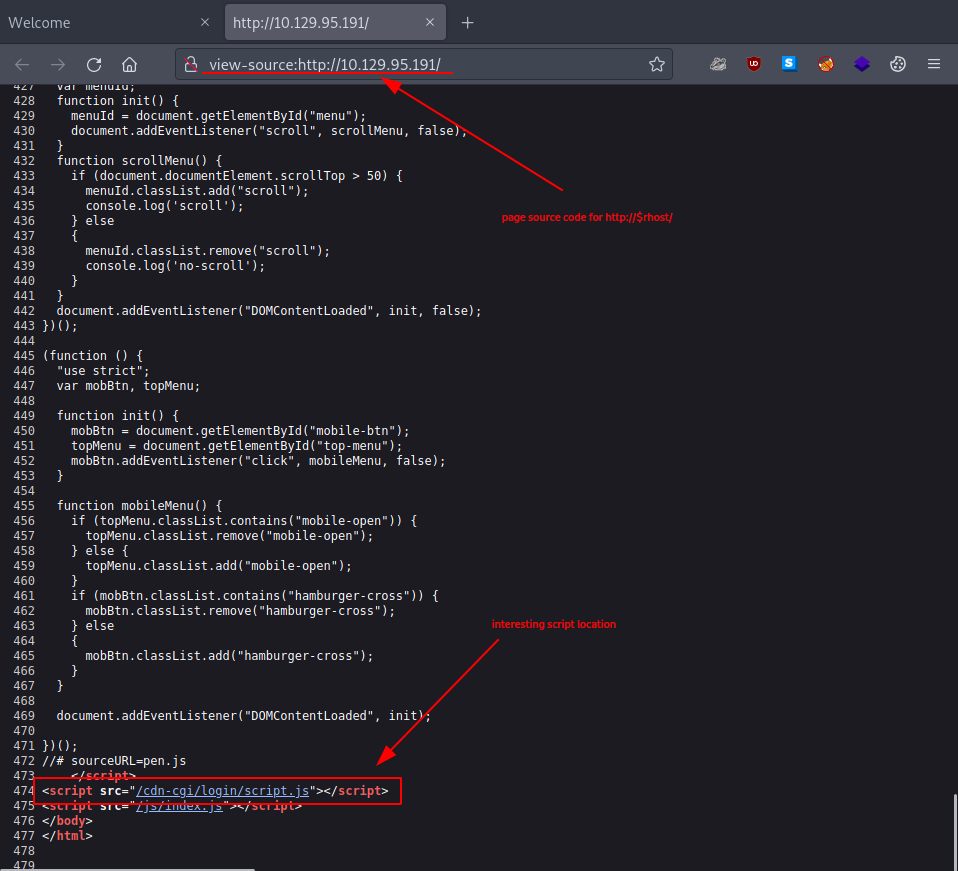 Welcome
http://10.129.95.191/
view-source:http://10.129.95.191/
427   var menuId;
428   function init() {
429     menuId = document.getElementById("menu");
430     document.addEventListener("scroll", scrollMenu, false);
431   }
432   function scrollMenu() {
433     if (document.documentElement.scrollTop > 50) {
434       menuId.classList.add("scroll");
435       console.log('scroll');
436     } else
437     {
438       menuId.classList.remove("scroll");
439       console.log('no-scroll');
440     }
441   }
442   document.addEventListener("DOMContentLoaded", init, false);
443 })();
444
445 (function () {
446   "use strict";
447   var mobBtn, topMenu;
448
449   function init() {
450     mobBtn = document.getElementById("mobile-btn");
451     topMenu = document.getElementById("top-menu");
452     mobBtn.addEventListener("click", mobileMenu, false);
453   }
454
455   function mobileMenu() {
456     if (topMenu.classList.contains("mobile-open")) {
457       topMenu.classList.remove("mobile-open");
458     } else {
459       topMenu.classList.add("mobile-open");
460     }
461     if (mobBtn.classList.contains("hamburger-cross")) {
462       mobBtn.classList.remove("hamburger-cross");
463     } else
464     {
465       mobBtn.classList.add("hamburger-cross");
466     }
467   }
468
469   document.addEventListener("DOMContentLoaded", init);
470
471 })();
472 //# sourceURL=pen.js
473     </script>
474 <script src="/cdn-cgi/login/script.js"></script>
475 <script src="/js/index.js"></script>
476 </body>
477 </html>
478
479
page source code for http://$rhost/
interesting script location